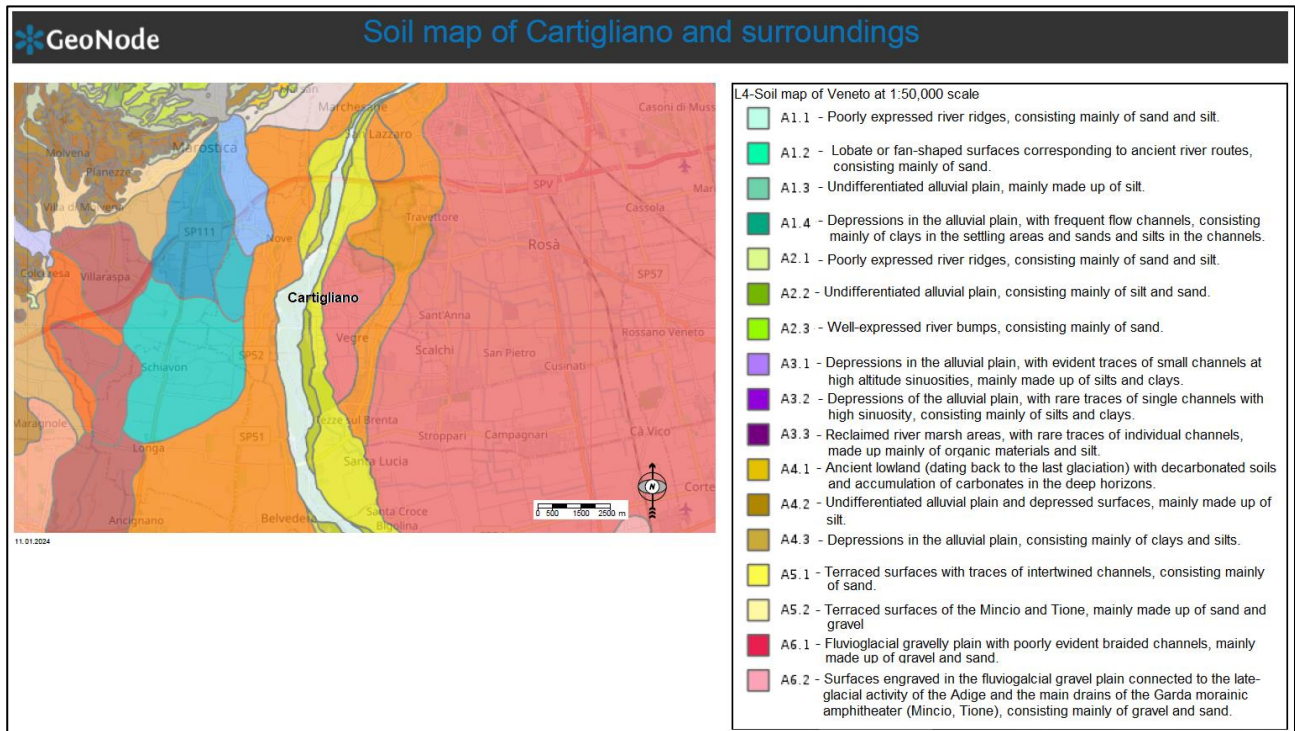 GeoNode
Soil map of Cartigliano and surroundings
Mussan
Marchesane
Casoni di Muss
San Lazzaro
Molvena
Marostica
Pianezze
SPV
Mar
Villa di Molvena
Cassola
Travettore
SP111
Nove
Rosà
Colceresa
Villaraspa
SP57
Cartigliano
Sant'Anna
Rossano Veneto
Vegre
Scalchi
San Pietro
SP52
Cusinati
Schiavon
Maragnole
Tezze sul Brenta
Stroppari
Campagnari
Cà Vico
SP51
Longa
Santa Lucia
N
Corte
Santa Croce
Bigolina
Ancignano
Belvedere
0 500 1500 2500 m
11.01.2024
L4-Soil map of Veneto at 1:50,000 scale
A1.1 - Poorly expressed river ridges, consisting mainly of sand and silt.
A1.2 - Lobate or fan-shaped surfaces corresponding to ancient river routes,
consisting mainly of sand.
A1.3 - Undifferentiated alluvial plain, mainly made up of silt.
A1.4 - Depressions in the alluvial plain, with frequent flow channels, consisting
mainly of clays in the settling areas and sands and silts in the channels.
A2.1 - Poorly expressed river ridges, consisting mainly of sand and silt.
A2.2 - Undifferentiated alluvial plain, consisting mainly of silt and sand.
A2.3 - Well-expressed river bumps, consisting mainly of sand.
A3.1 - Depressions in the alluvial plain, with evident traces of small channels at
high altitude sinuosities, mainly made up of silts and clays.
A3.2 - Depressions of the alluvial plain, with rare traces of single channels with
high sinuosity, consisting mainly of silts and clays.
A3.3 - Reclaimed river marsh areas, with rare traces of individual channels,
made up mainly of organic materials and silt.
A4.1 - Ancient lowland (dating back to the last glaciation) with decarbonated soils
and accumulation of carbonates in the deep horizons.
A4.2 - Undifferentiated alluvial plain and depressed surfaces, mainly made up of
silt.
A4.3 - Depressions in the alluvial plain, consisting mainly of clays and silts.
A5.1 - Terraced surfaces with traces of intertwined channels, consisting mainly
of sand.
A5.2 - Terraced surfaces of the Mincio and Tione, mainly made up of sand and
gravel
A6.1 - Fluvioglacial gravelly plain with poorly evident braided channels, mainly
made up of gravel and sand.
A6.2 - Surfaces engraved in the fluviogalcial gravel plain connected to the late-
glacial activity of the Adige and the main drains of the Garda morainic
amphitheater (Mincio, Tione), consisting mainly of gravel and sand.